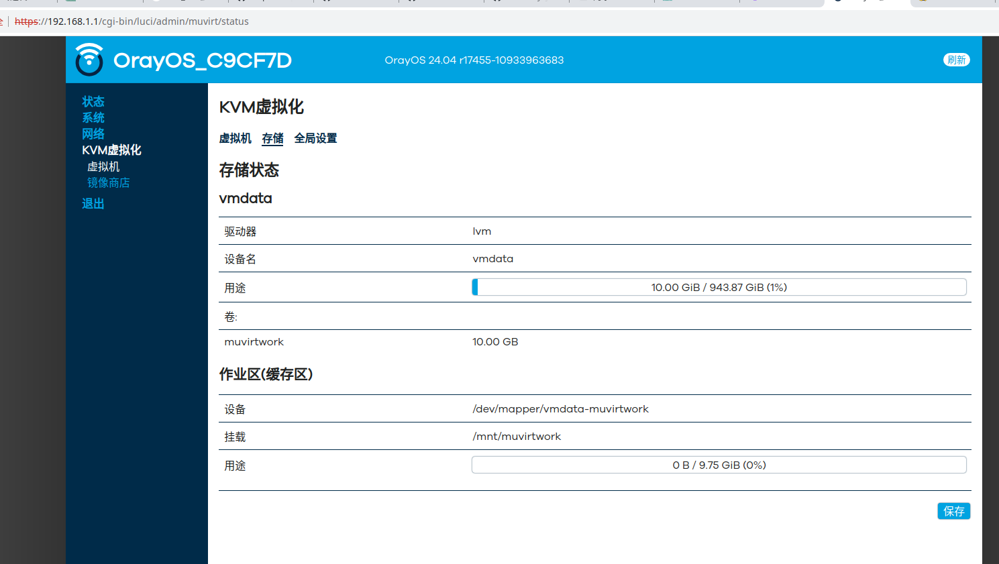 https://192.168.1.1/cgi-bin/luci/admin/muvirt/status
OrayOS_C9CF7D
OrayOS 24.04 r17455-10933963683
刷新
状态
系统
网络
KVM虚拟化
虚拟机
镜像商店
退出
KVM虚拟化
虚拟机 存储 全局设置
存储状态
vmdata
驱动器 lvm
设备名 vmdata
用途 10.00 GiB / 943.87 GiB (1%)
卷:
muvirtwork 10.00 GB
作业区(缓存区)
设备 /dev/mapper/vmdata-muvirtwork
挂载 /mnt/muvirtwork
用途 0 B / 9.75 GiB (0%)
保存